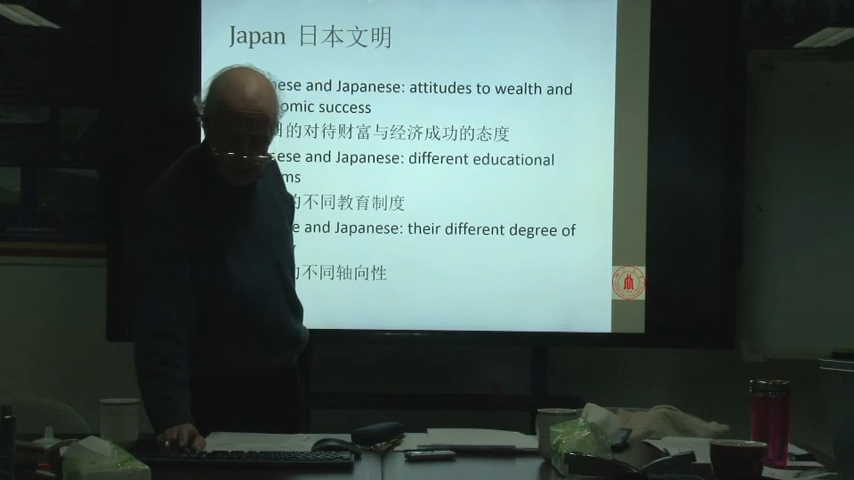 Japan 日本文明
ese and Japanese: attitudes to wealth and
omic success
的对待财富与经济成功的态度
ese and Japanese: different educational
ms
的不同教育制度
e and Japanese: their different degree of
的不同轴向性